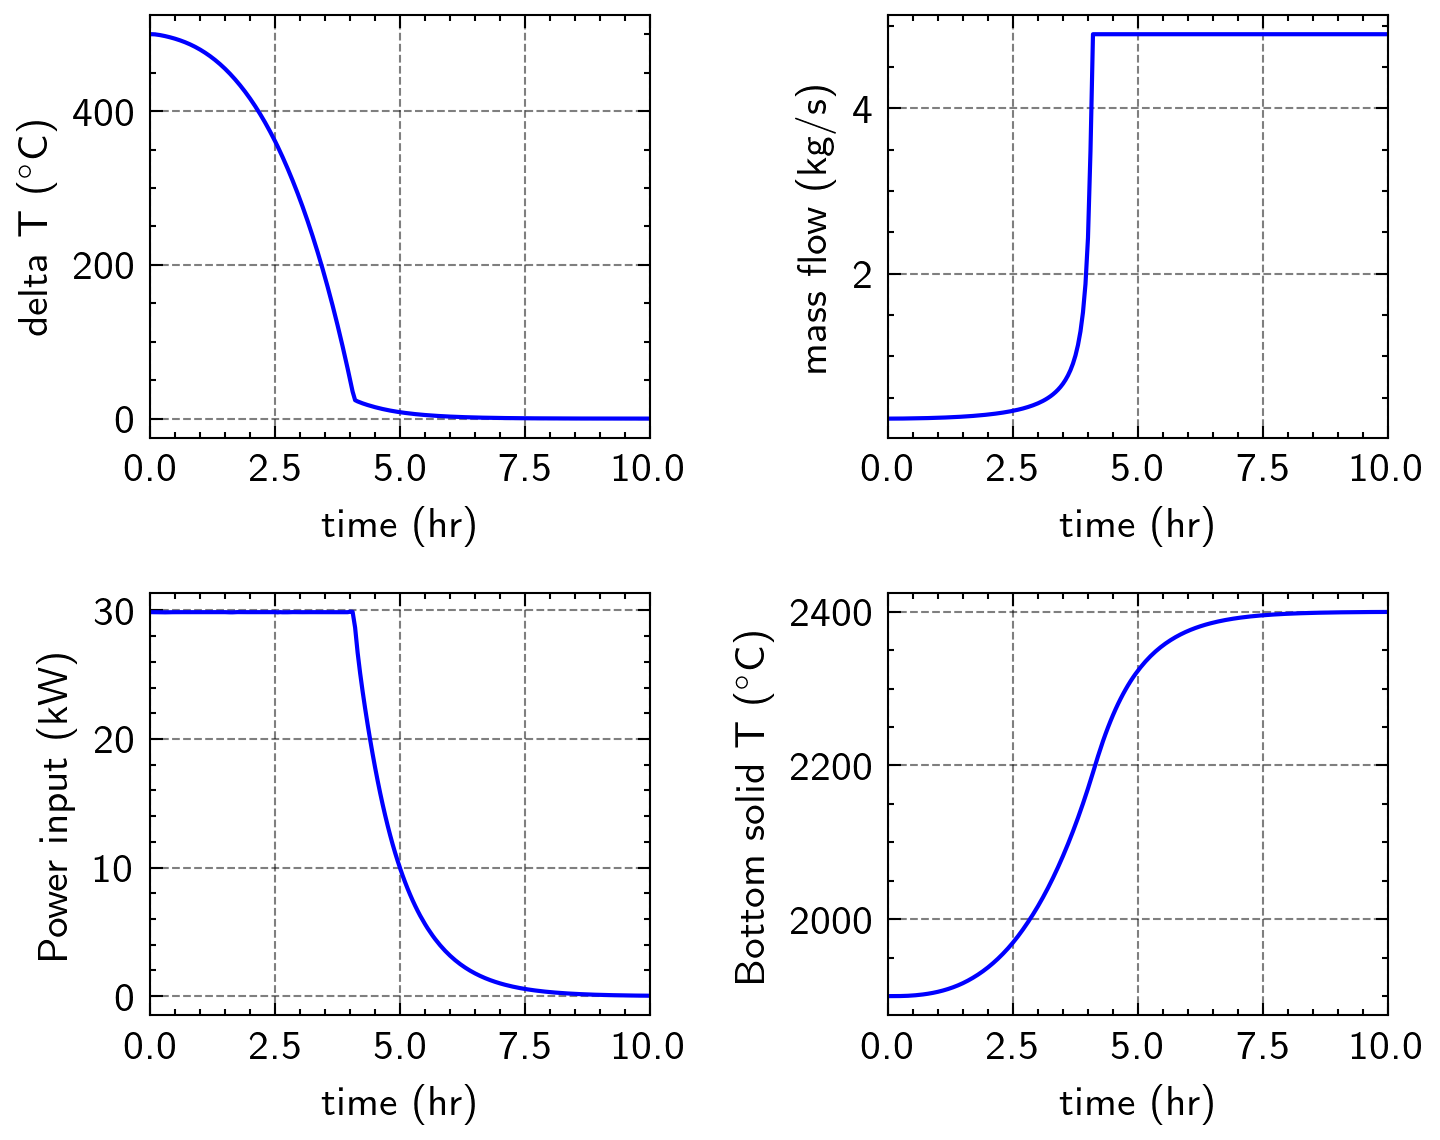 delta T (°C)
400
200
0
0.0 2.5 5.0 7.5 10.0
time (hr)
mass flow (kg/s)
4
2
0.0 2.5 5.0 7.5 10.0
time (hr)
Power input (kW)
30
20
10
0
0.0 2.5 5.0 7.5 10.0
time (hr)
Bottom solid T (°C)
2400
2200
2000
0.0 2.5 5.0 7.5 10.0
time (hr)